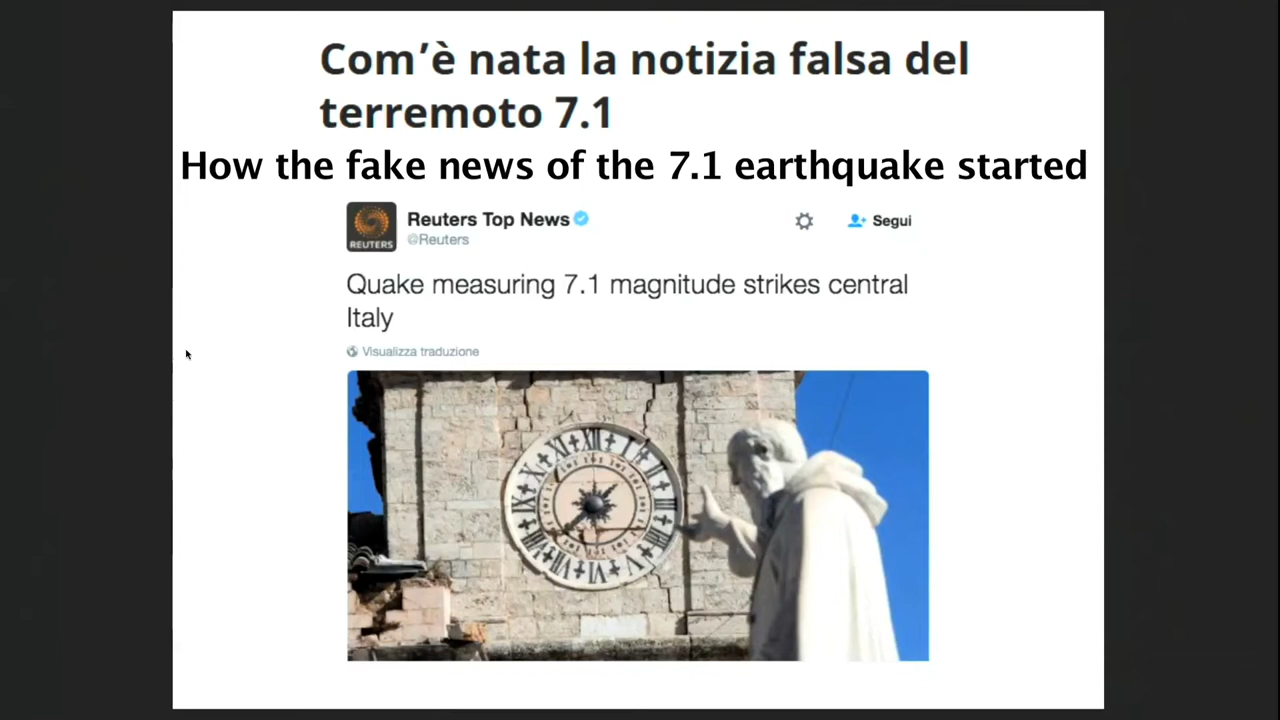 Com’è nata la notizia falsa del
terremoto 7.1
How the fake news of the 7.1 earthquake started
Reuters Top News
@Reuters
REUTERS
Segui
Quake measuring 7.1 magnitude strikes central
Italy
Visualizza traduzione